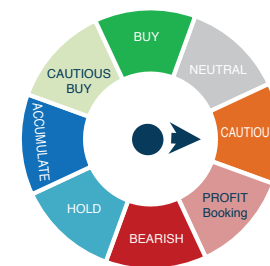 BUY
NEUTRAL
CAUTIOUS
BUY
CAUTIOU
ACCUMULATE
PROFIT
Booking
HOLD
BEARISH